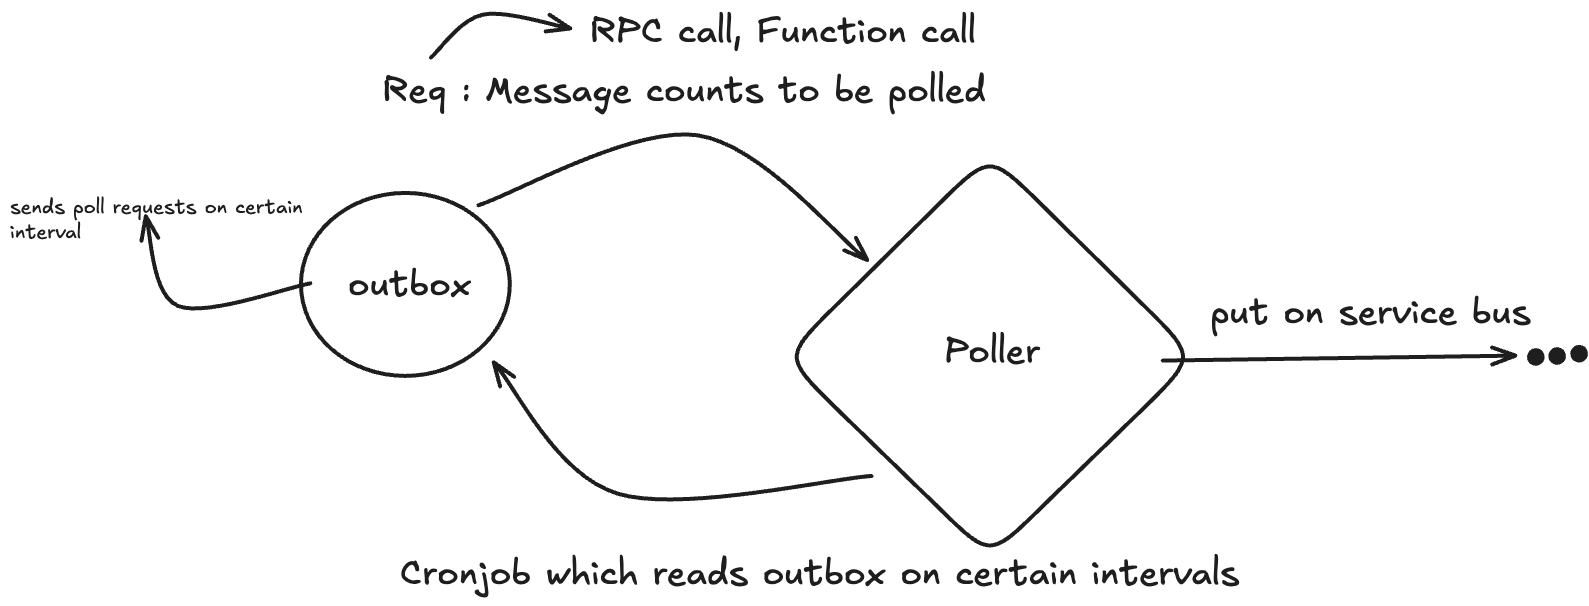 RPC call, Function call
Req : Message counts to be polled
sends poll requests on certain
interval
outbox
Poller
put on service bus
Cronjob which reads outbox on certain intervals